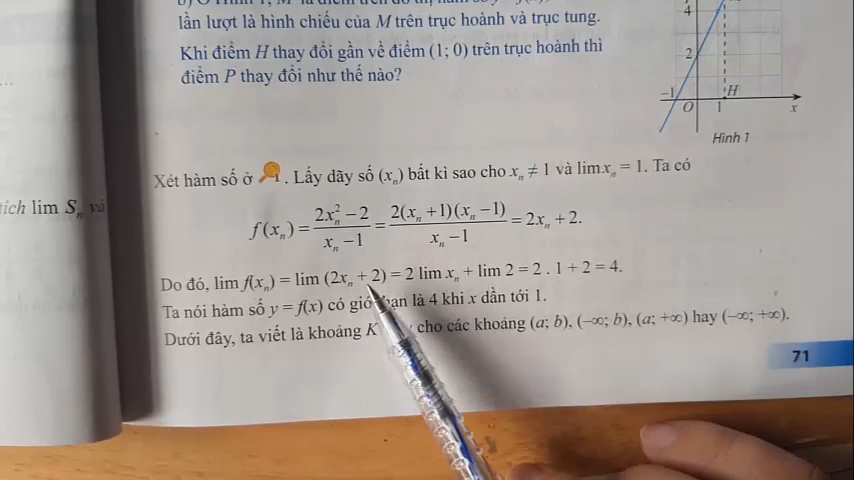 lần lượt là hình chiếu của M trên trục hoành và trục tung.
Khi điểm H thay đổi gần về điểm (1; 0) trên trục hoành thì
điểm P thay đổi như thế nào?
4
2
-1
O
1
H
x
Hình 1
tích lim Sₙ và
Xét hàm số ở 1. Lấy dãy số (xₙ) bất kì sao cho xₙ ≠ 1 và lim xₙ = 1. Ta có
f(xₙ) = (2xₙ² – 2)/(xₙ – 1) = 2(xₙ + 1)(xₙ – 1)/(xₙ – 1) = 2xₙ + 2.
Do đó, lim f(xₙ) = lim (2xₙ + 2) = 2 lim xₙ + lim 2 = 2 . 1 + 2 = 4.
Ta nói hàm số y = f(x) có giới hạn là 4 khi x dần tới 1.
Dưới đây, ta viết là khoảng K cho các khoảng (a; b), (–∞; b), (a; +∞) hay (–∞; +∞).
71